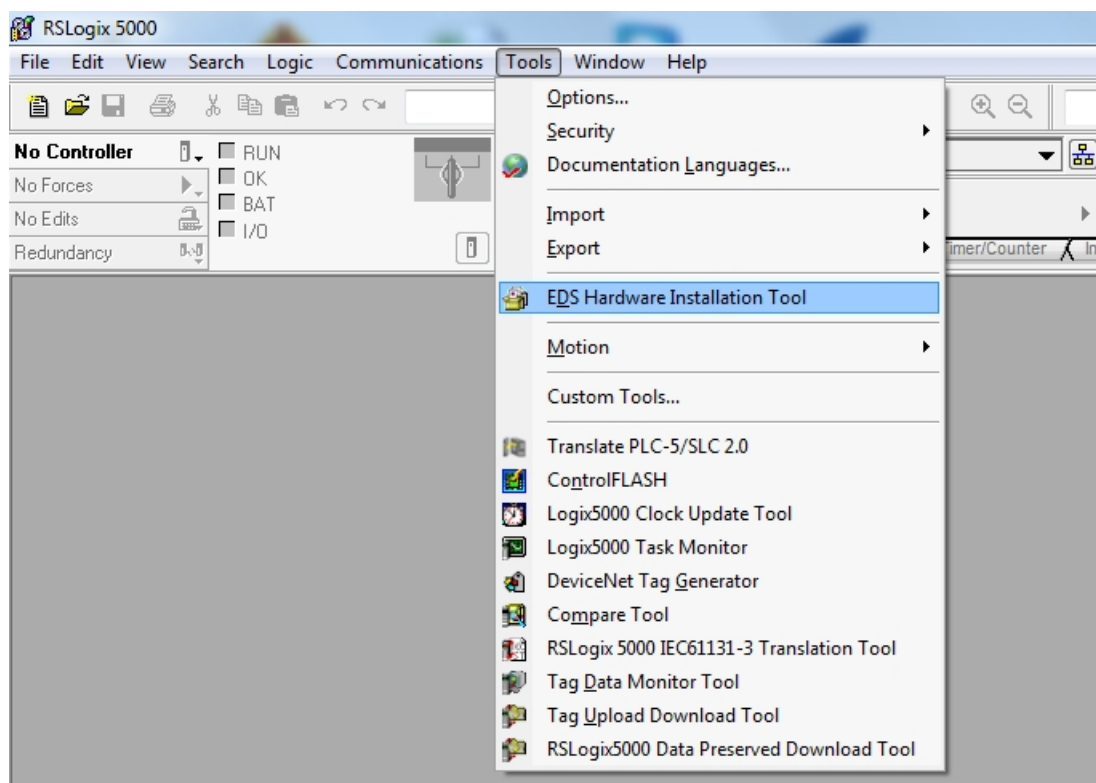 RSLogix 5000
File Edit View Search Logic Communications Tools Window Help
No Controller
No Forces
No Edits
Redundancy
RUN
OK
BAT
I/O
Options...
Security
Documentation Languages...
Import
Export
EDS Hardware Installation Tool
Motion
Custom Tools...
Translate PLC-5/SLC 2.0
ControlFLASH
Logix5000 Clock Update Tool
Logix5000 Task Monitor
DeviceNet Tag Generator
Compare Tool
RSLogix 5000 IEC61131-3 Translation Tool
Tag Data Monitor Tool
Tag Upload Download Tool
RSLogix5000 Data Preserved Download Tool
imer/Counter